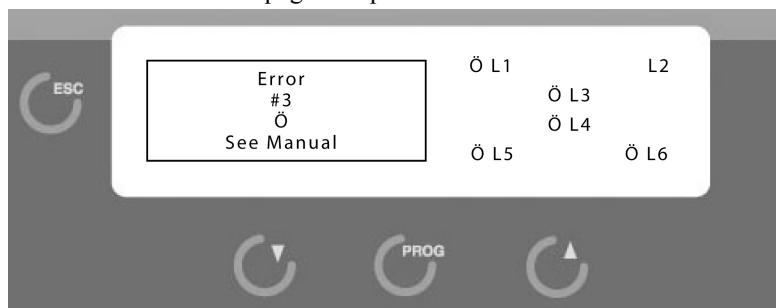 ESC
Error
#3
Ö
See Manual
Ö L1 L2
Ö L3
Ö L4
Ö L5 Ö L6
PROG